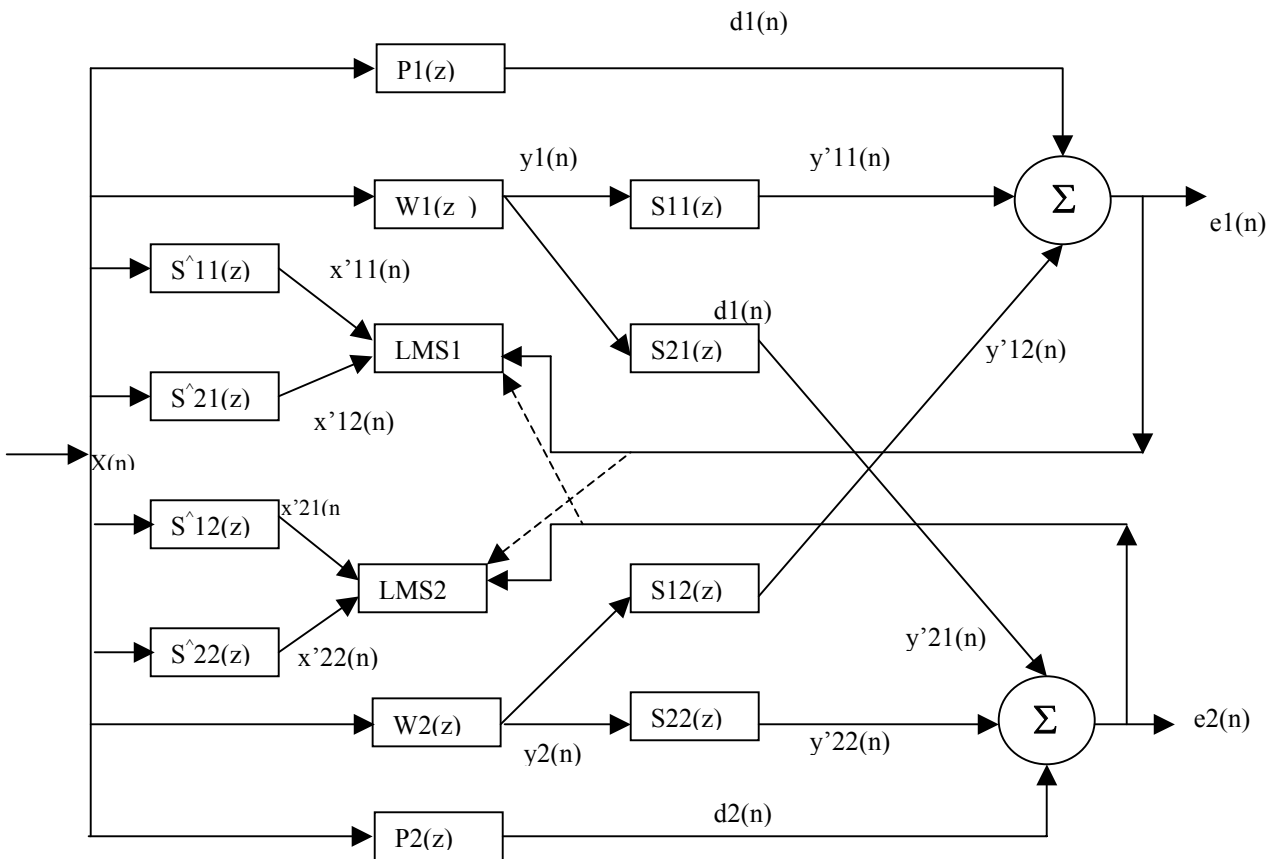 d1(n)
P1(z)
y1(n)
y’11(n)
W1(z )
S11(z)
Σ
e1(n)
S^11(z)
x’11(n)
d1(n)
LMS1
S21(z)
y’12(n)
S^21(z)
x’12(n)
X(n)
S^12(z)
x’21(n
LMS2
S12(z)
S^22(z)
x’22(n)
y’21(n)
W2(z)
S22(z)
Σ
e2(n)
y2(n)
y’22(n)
d2(n)
P2(z)